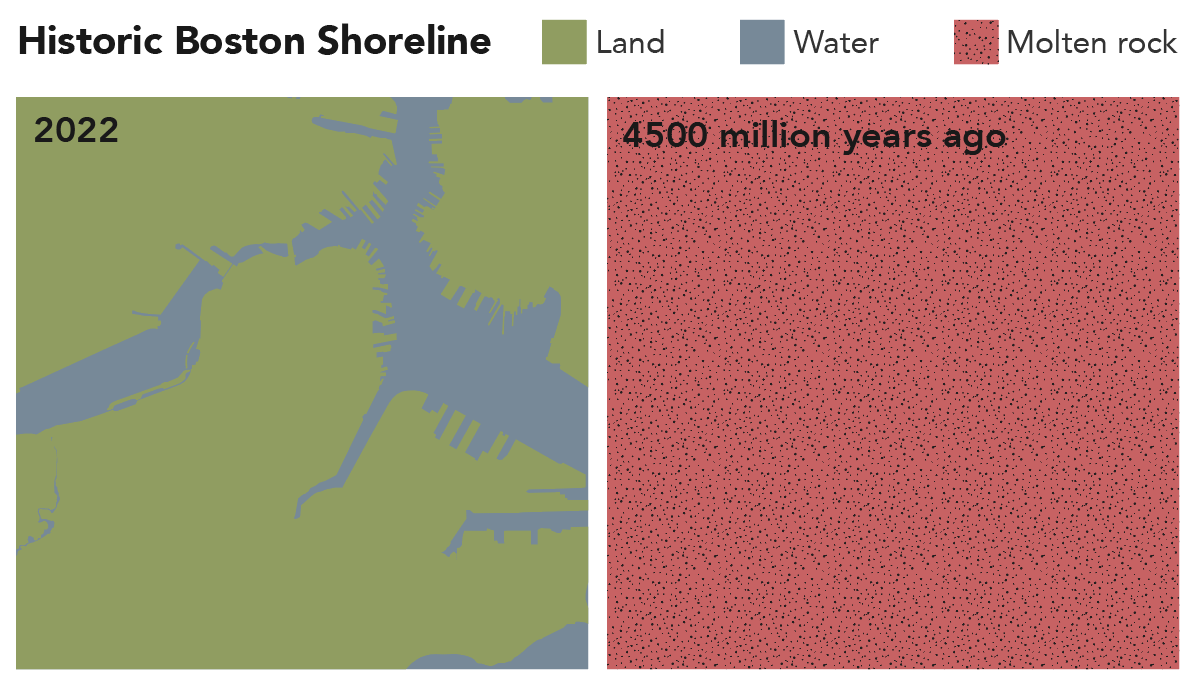 Historic Boston Shoreline
Land
Water
Molten rock
2022
4500 million years ago